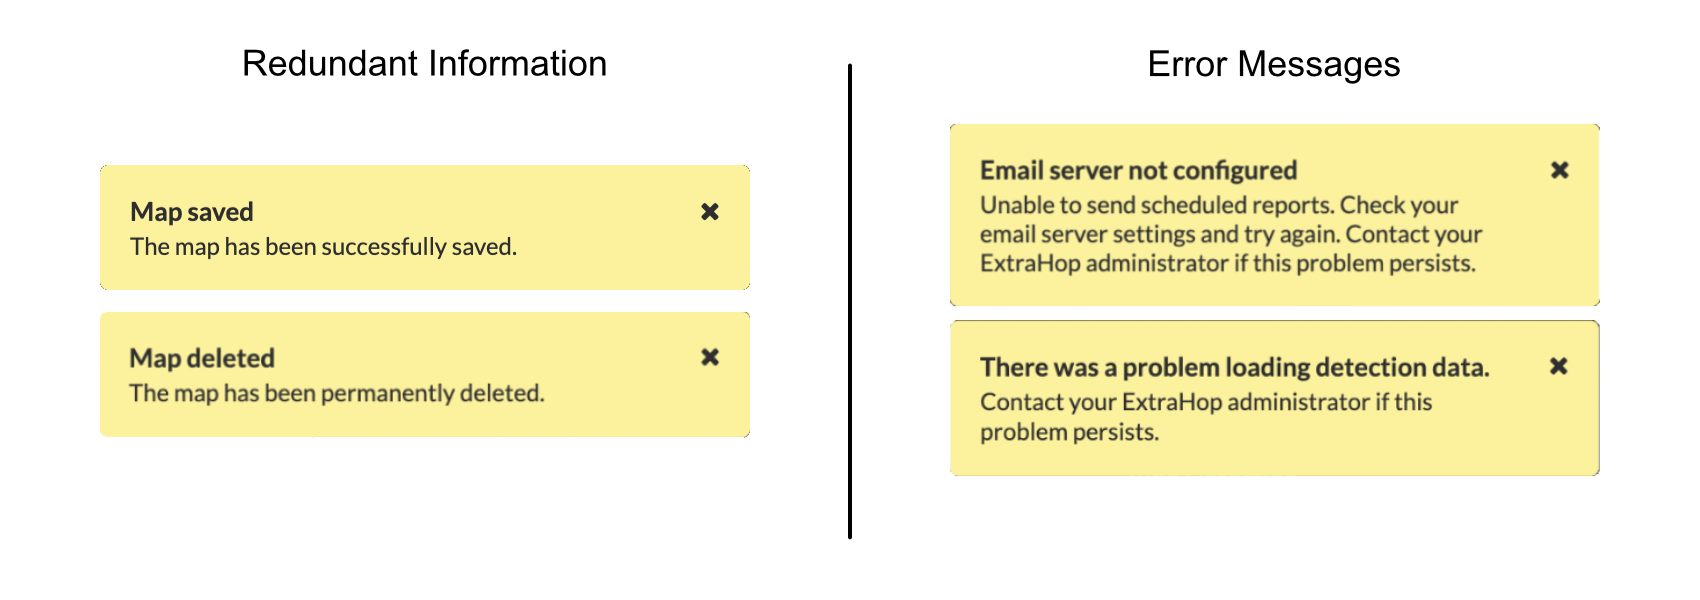 Redundant Information
Map saved
The map has been successfully saved.
Map deleted
The map has been permanently deleted.
Error Messages
Email server not configured
Unable to send scheduled reports. Check your
email server settings and try again. Contact your
ExtraHop administrator if this problem persists.
There was a problem loading detection data.
Contact your ExtraHop administrator if this
problem persists.